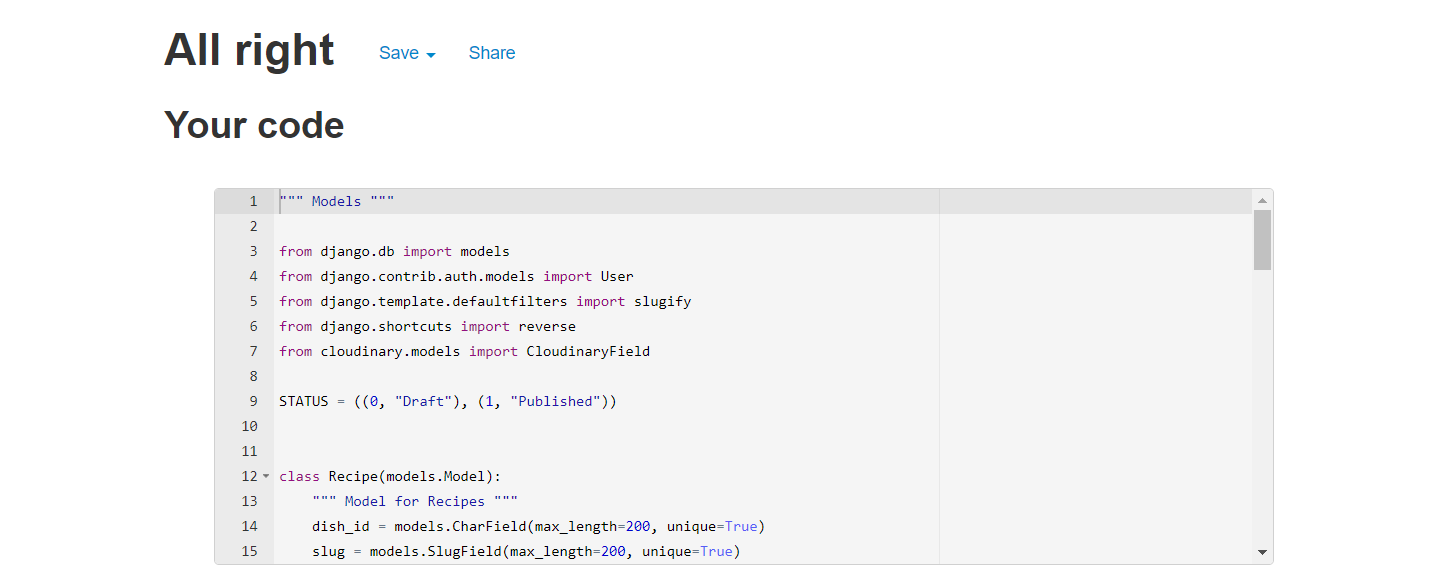 All right Save Share
Your code
1 """ Models """
2
3 from django.db import models
4 from django.contrib.auth.models import User
5 from django.template.defaultfilters import slugify
6 from django.shortcuts import reverse
7 from cloudinary.models import CloudinaryField
8
9 STATUS = ((0, "Draft"), (1, "Published"))
10
11
12 class Recipe(models.Model):
13     """ Model for Recipes """
14     dish_id = models.CharField(max_length=200, unique=True)
15     slug = models.SlugField(max_length=200, unique=True)